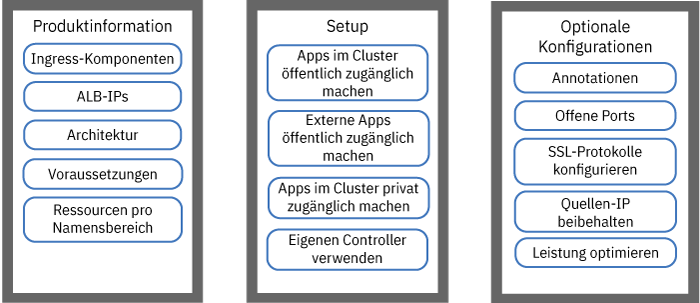 Produktinformation
Ingress-Komponenten
ALB-IPs
Architektur
Voraussetzungen
Ressourcen pro
Namensbereich
Setup
Apps im Cluster
öffentlich zugänglich
machen
Externe Apps
öffentlich zugänglich
machen
Apps im Cluster privat
zugänglich machen
Eigenen Controller
verwenden
Optionale
Konfigurationen
Annotationen
Offene Ports
SSL-Protokolle
konfigurieren
Quellen-IP
beibehalten
Leistung optimieren